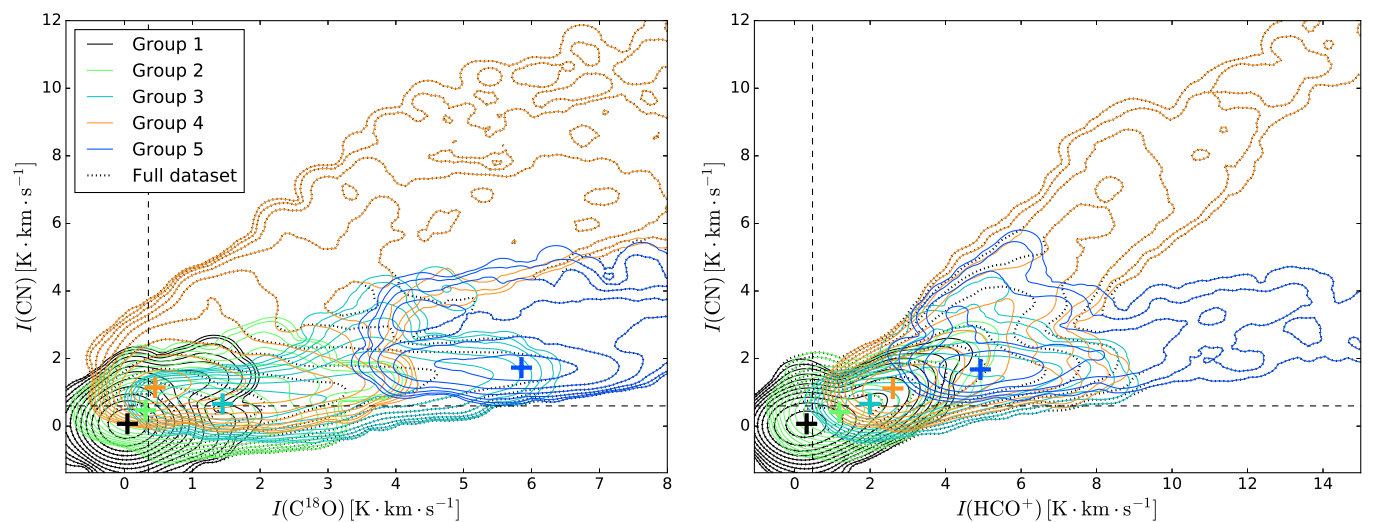 12
10
8
6
4
2
0
I(CN) [K · km · s⁻¹]
Group 1
Group 2
Group 3
Group 4
Group 5
Full dataset
0 1 2 3 4 5 6 7 8
I(C¹⁸O) [K · km · s⁻¹]
12
10
8
6
4
2
0
I(CN) [K · km · s⁻¹]
0 2 4 6 8 10 12 14
I(HCO⁺) [K · km · s⁻¹]